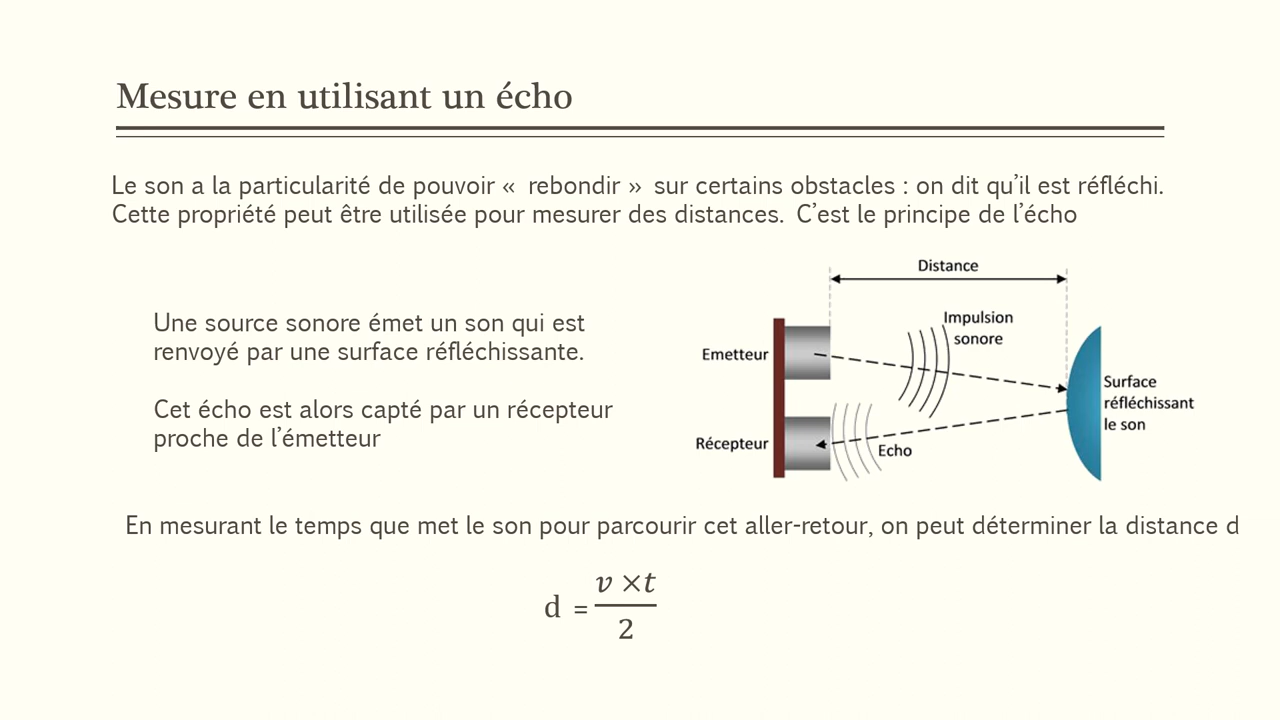 Mesure en utilisant un écho
Le son a la particularité de pouvoir « rebondir » sur certains obstacles : on dit qu’il est réfléchi.
Cette propriété peut être utilisée pour mesurer des distances. C’est le principe de l’écho
Une source sonore émet un son qui est
renvoyé par une surface réfléchissante.
Cet écho est alors capté par un récepteur
proche de l’émetteur
Distance
Impulsion
sonore
Emetteur
Surface
réfléchissant
le son
Récepteur
Echo
En mesurant le temps que met le son pour parcourir cet aller-retour, on peut déterminer la distance d
d = v × t / 2